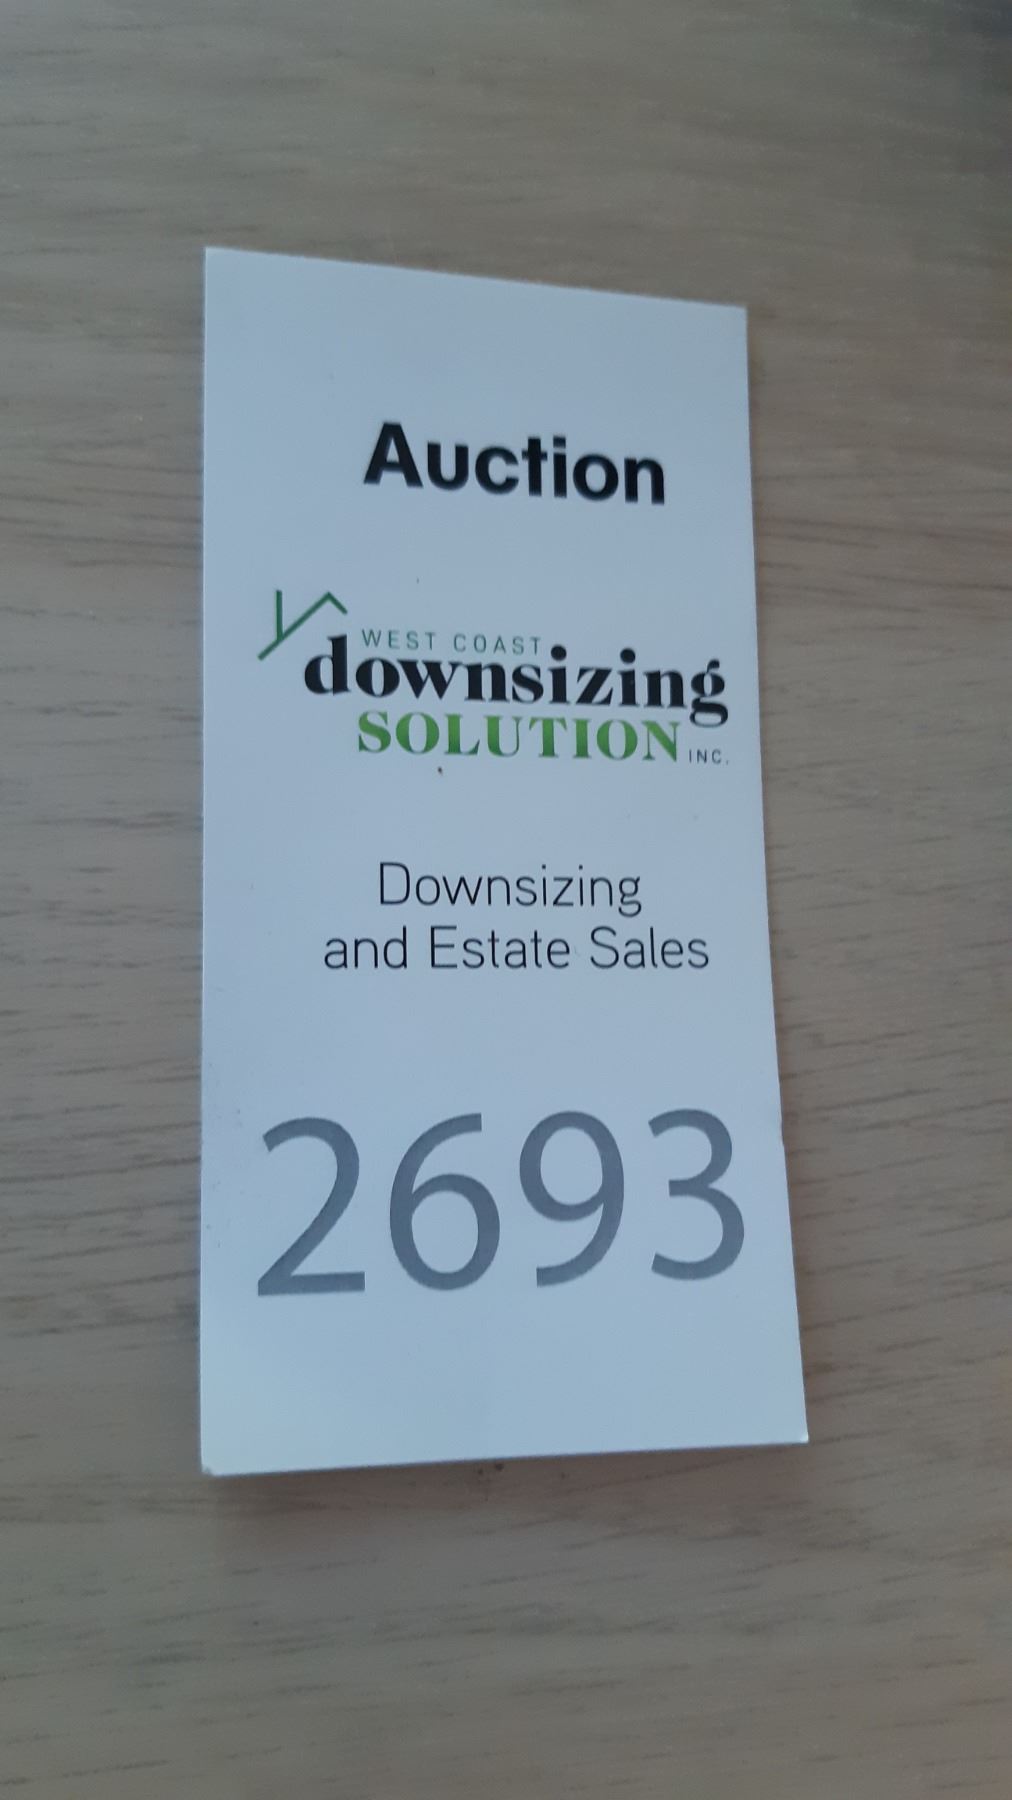 Auction
WEST COAST
downsizing
SOLUTION INC.
Downsizing
and Estate Sales
2693